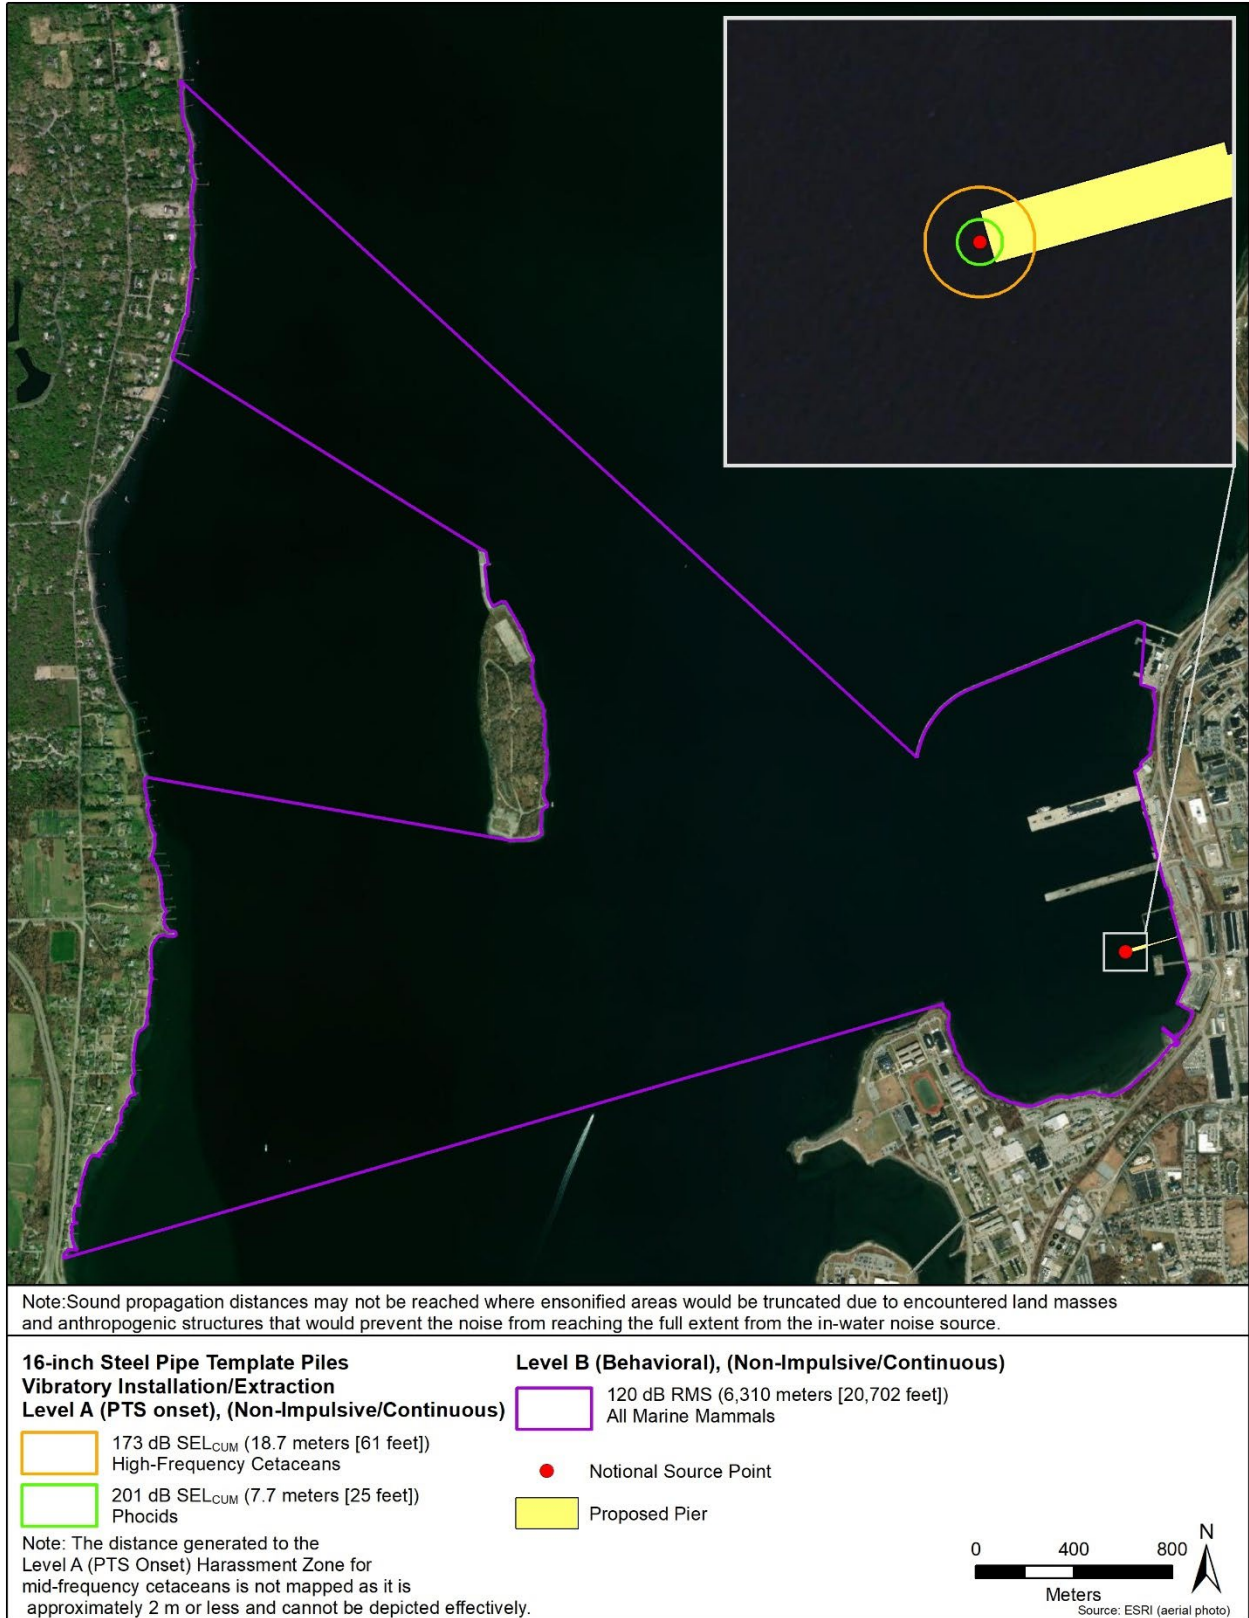 Note:Sound propagation distances may not be reached where ensonified areas would be truncated due to encountered land masses
and anthropogenic structures that would prevent the noise from reaching the full extent from the in-water noise source.
16-inch Steel Pipe Template Piles
Vibratory Installation/Extraction
Level A (PTS onset), (Non-Impulsive/Continuous)
173 dB SELCUM (18.7 meters [61 feet])
High-Frequency Cetaceans
201 dB SELCUM (7.7 meters [25 feet])
Phocids
Note: The distance generated to the
Level A (PTS Onset) Harassment Zone for
mid-frequency cetaceans is not mapped as it is
approximately 2 m or less and cannot be depicted effectively.
Level B (Behavioral), (Non-Impulsive/Continuous)
120 dB RMS (6,310 meters [20,702 feet])
All Marine Mammals
Notional Source Point
Proposed Pier
0 400 800
Meters
N
Source: ESRI (aerial photo)